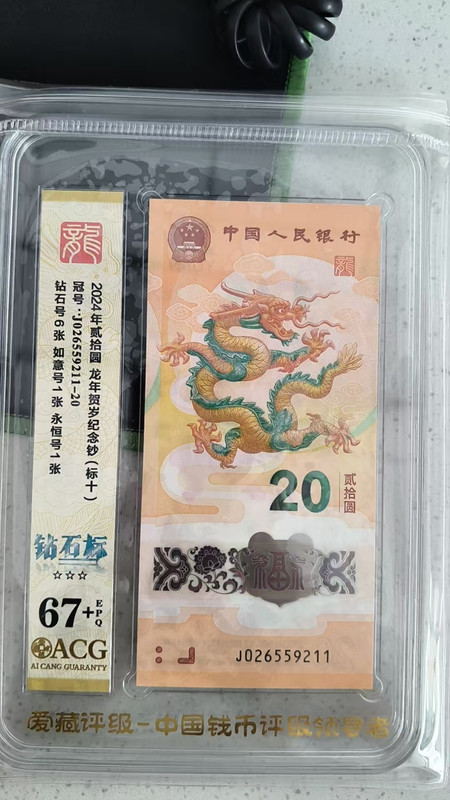 龍
2024年贰拾圆 龙年贺岁纪念钞（标十）
冠号:J026559211-20
钻石号6张 如意号1张 永恒号1张
钻石标
☆☆☆
67+ EPQ
ACG
AI CANG GUARANTY
中国人民银行
龍
20
贰拾圆
福
J026559211
爱藏评级-中国钱币评级领导者